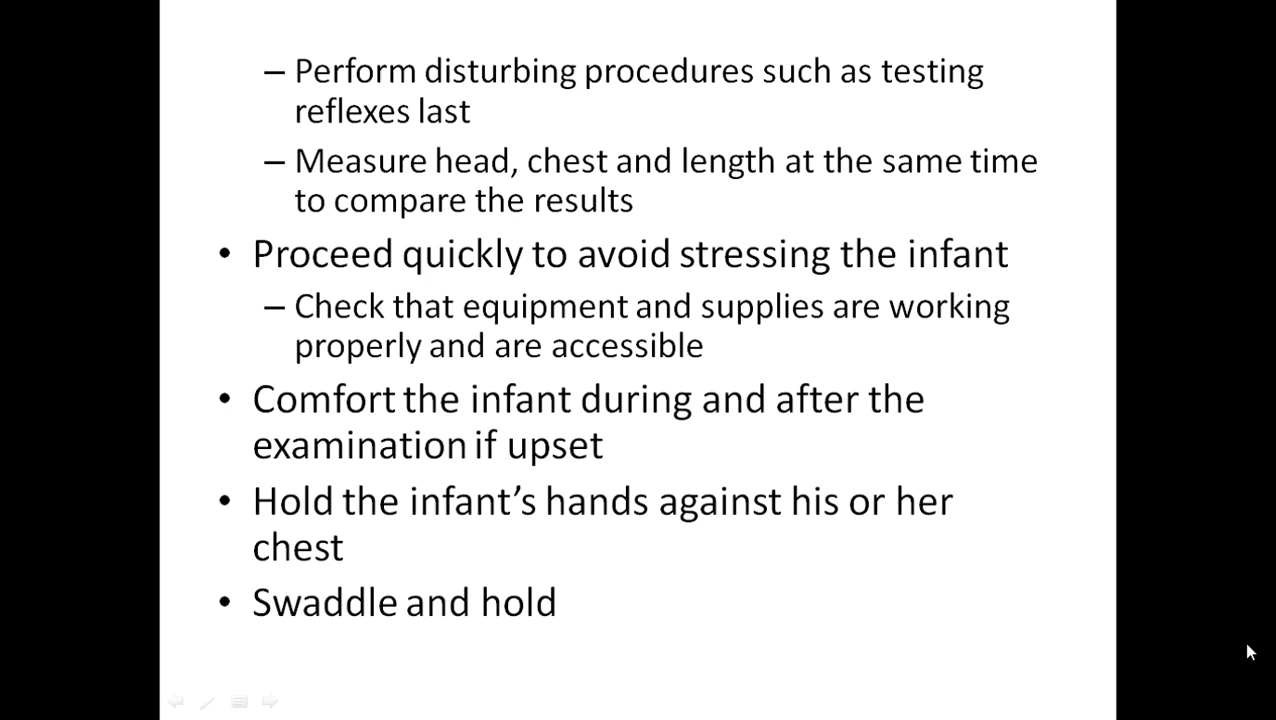 – Perform disturbing procedures such as testing
reflexes last
– Measure head, chest and length at the same time
to compare the results
• Proceed quickly to avoid stressing the infant
– Check that equipment and supplies are working
properly and are accessible
• Comfort the infant during and after the
examination if upset
• Hold the infant’s hands against his or her
chest
• Swaddle and hold